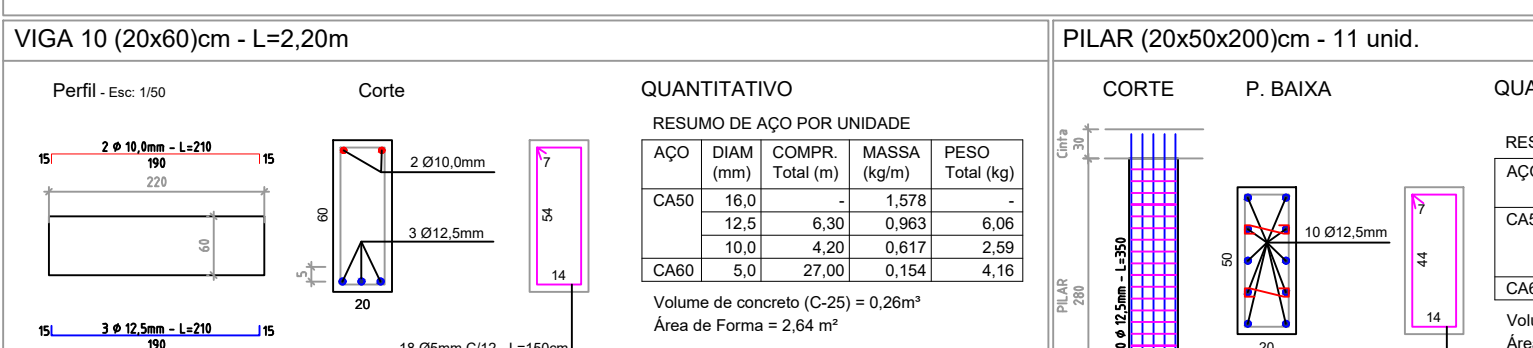 VIGA 10 (20x60)cm - L=2,20m
Perfil - Esc: 1/50
2 Ø 10,0mm - L=210
15
190
15
220
60
3 Ø 12,5mm - L=210
15
15
190
Corte
2 Ø10,0mm
60
3 Ø12,5mm
5
20
7
54
14
18 Ø5mm C/12 - L=150cm
QUANTITATIVO
RESUMO DE AÇO POR UNIDADE
AÇO DIAM (mm) COMPR. Total (m) MASSA (kg/m) PESO Total (kg)
CA50 16,0 - 1,578 -
12,5 6,30 0,963 6,06
10,0 4,20 0,617 2,59
CA60 5,0 27,00 0,154 4,16
Volume de concreto (C-25) = 0,26m³
Área de Forma = 2,64 m²
PILAR (20x50x200)cm - 11 unid.
CORTE
Cinta
30
PILAR
280
0 Ø 12,5mm - L=350
P. BAIXA
10 Ø12,5mm
50
20
7
44
14